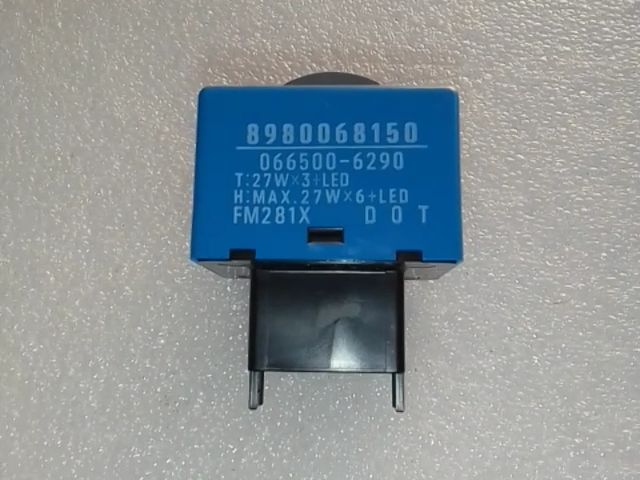 8980068150
066500-6290
T:27W×3+LED
H:MAX.27W×6+LED
FM281X DOT